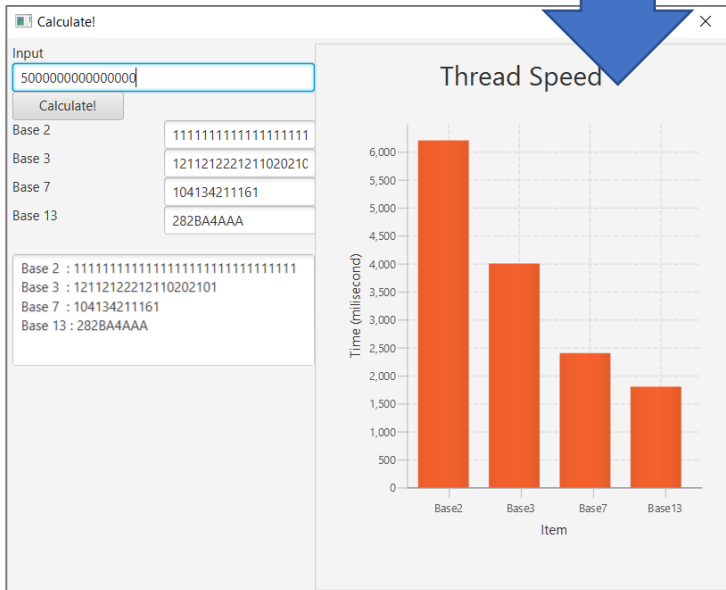 Calculate!
Input
5000000000000000
Calculate!
Base 2 1111111111111111111
Base 3 1211212221211020210
Base 7 104134211161
Base 13 282BA4AAA
Base 2 : 1111111111111111111111111111111
Base 3 : 12112122212110202101
Base 7 : 104134211161
Base 13 : 282BA4AAA
Thread Speed
Time (milisecond)
6,000
5,500
5,000
4,500
4,000
3,500
3,000
2,500
2,000
1,500
1,000
500
0
Base2 Base3 Base7 Base13
Item